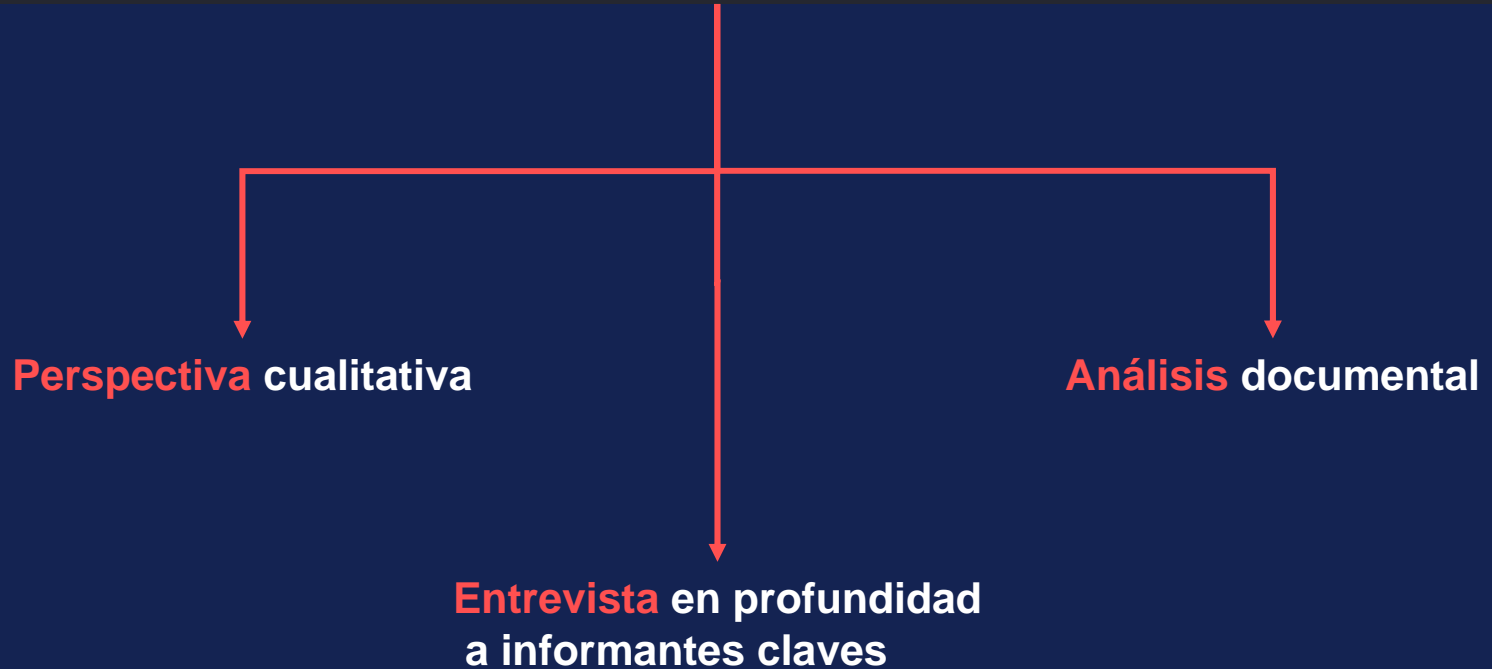 Perspectiva cualitativa
Análisis documental
Entrevista en profundidad
a informantes claves